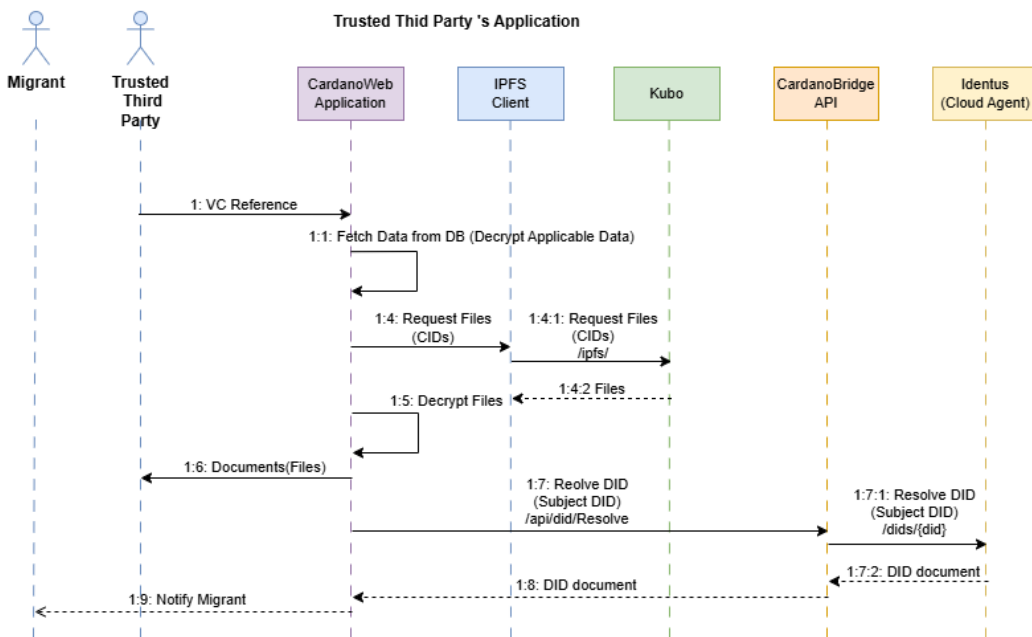 Trusted Thid Party 's Application
Migrant
Trusted
Third
Party
CardanoWeb
Application
IPFS
Client
Kubo
CardanoBridge
API
Identus
(Cloud Agent)
1: VC Reference
1:1: Fetch Data from DB (Decrypt Applicable Data)
1:4: Request Files
(CIDs)
1:4:1: Request Files
(CIDs)
/ipfs/
1:4:2 Files
1:5: Decrypt Files
1:6: Documents(Files)
1:7: Reolve DID
(Subject DID)
/api/did/Resolve
1:7:1: Resolve DID
(Subject DID)
/dids/{did}
1:7:2: DID document
1:8: DID document
1:9: Notify Migrant